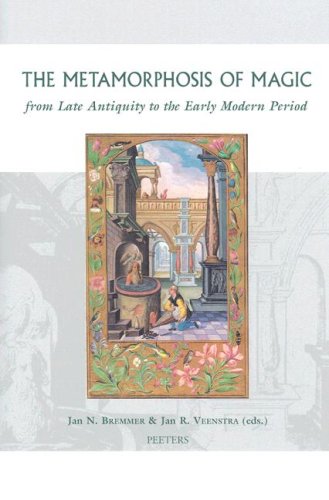 THE METAMORPHOSIS OF MAGIC
from Late Antiquity to the Early Modern Period
Jan N. BREMMER & Jan R. VEENSTRA (eds.)
PEETERS